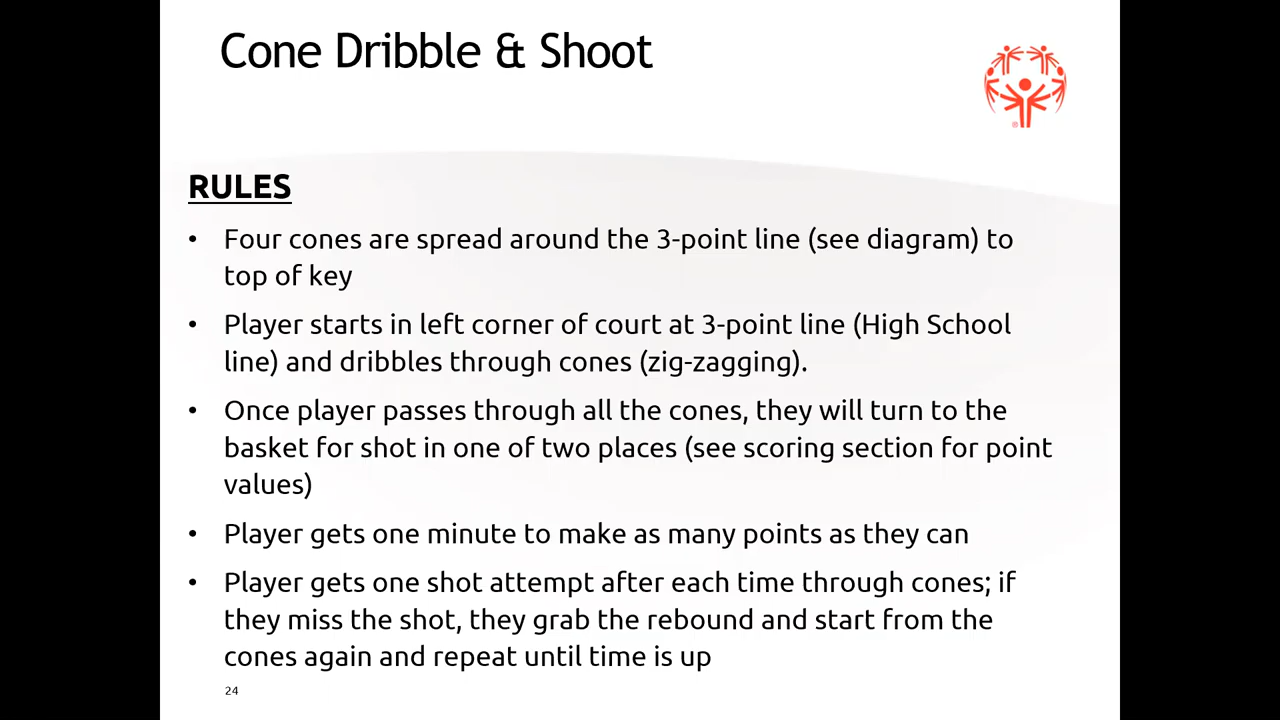 Cone Dribble & Shoot
RULES
• Four cones are spread around the 3-point line (see diagram) to
top of key
• Player starts in left corner of court at 3-point line (High School
line) and dribbles through cones (zig-zagging).
• Once player passes through all the cones, they will turn to the
basket for shot in one of two places (see scoring section for point
values)
• Player gets one minute to make as many points as they can
• Player gets one shot attempt after each time through cones; if
they miss the shot, they grab the rebound and start from the
cones again and repeat until time is up
24
®